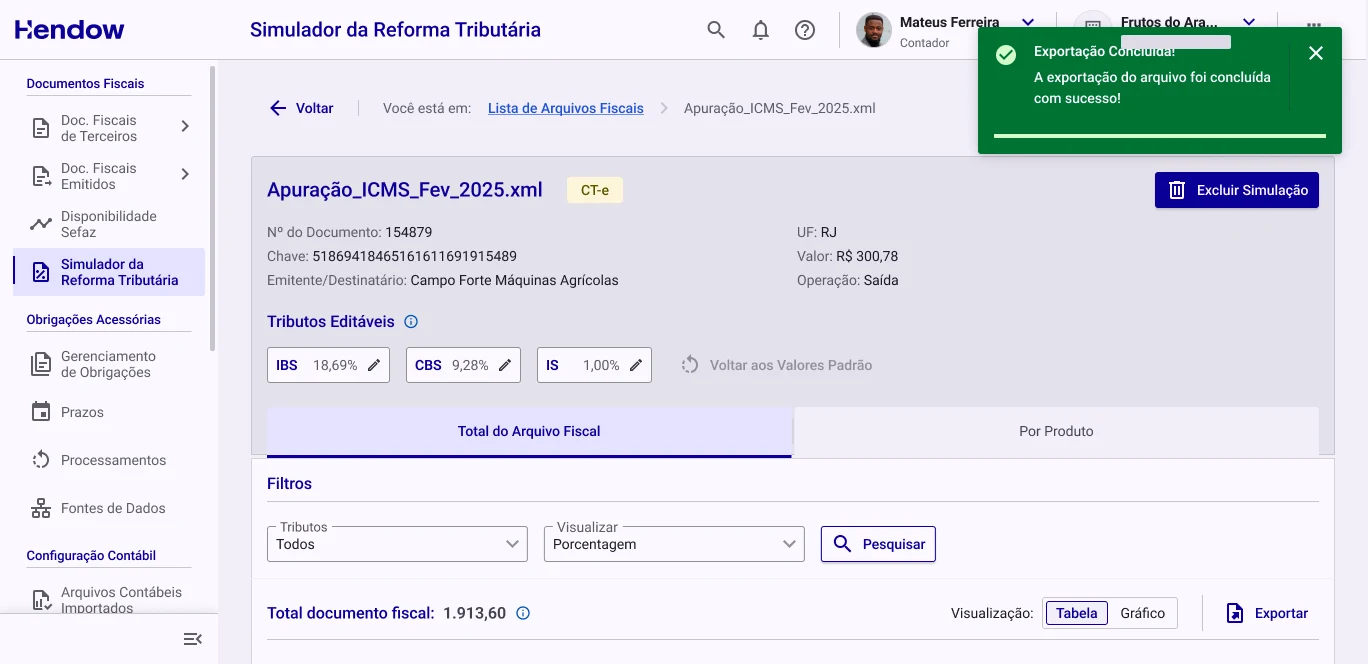 Hendow
Simulador da Reforma Tributária
Mateus Ferreira
Contador
Frutos do Ara...
Exportação Concluída!
A exportação do arquivo foi concluída
com sucesso!
Documentos Fiscais
Doc. Fiscais
de Terceiros
Doc. Fiscais
Emitidos
Disponibilidade
Sefaz
Simulador da
Reforma Tributária
Obrigações Acessórias
Gerenciamento
de Obrigações
Prazos
Processamentos
Fontes de Dados
Configuração Contábil
Arquivos Contábeis
Importados
Voltar
Você está em: Lista de Arquivos Fiscais Apuração_ICMS_Fev_2025.xml
Apuração_ICMS_Fev_2025.xml CT-e
Excluir Simulação
Nº do Documento: 154879
UF: RJ
Chave: 51869418465161611691915489
Valor: R$ 300,78
Emitente/Destinatário: Campo Forte Máquinas Agrícolas
Operação: Saída
Tributos Editáveis
IBS 18,69% CBS 9,28% IS 1,00% Voltar aos Valores Padrão
Total do Arquivo Fiscal Por Produto
Filtros
Tributos
Todos
Visualizar
Porcentagem
Pesquisar
Total documento fiscal: 1.913,60
Visualização: Tabela Gráfico Exportar